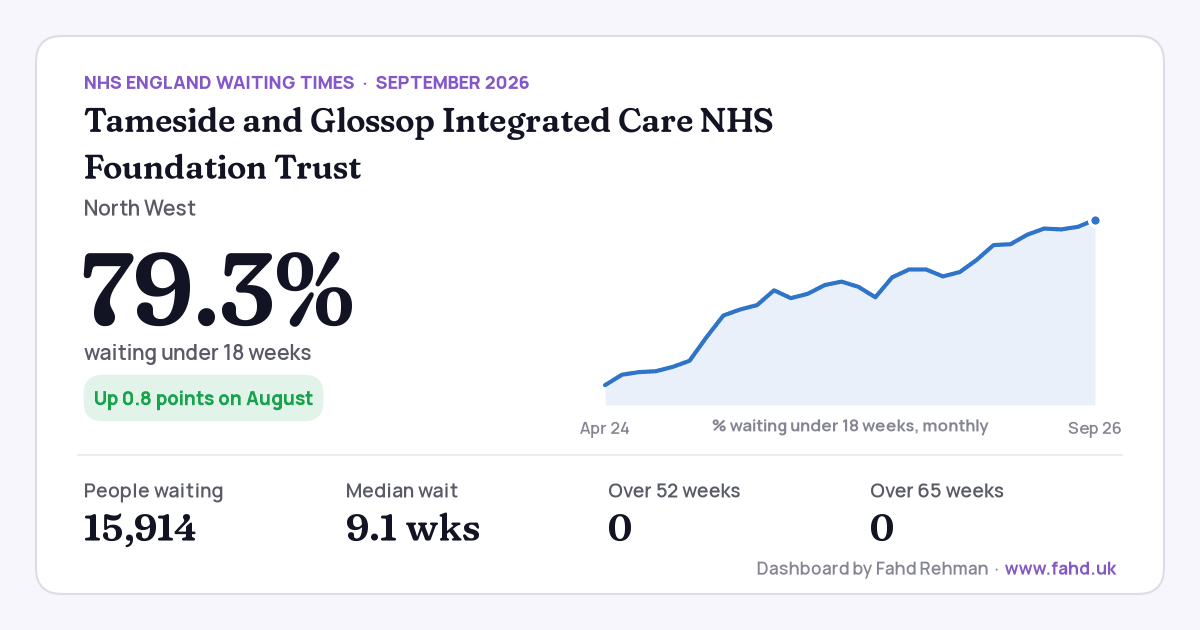 NHS ENGLAND WAITING TIMES · SEPTEMBER 2026
Tameside and Glossop Integrated Care NHS
Foundation Trust
North West
79.3%
waiting under 18 weeks
Up 0.8 points on August
Apr 24
% waiting under 18 weeks, monthly
Sep 26
People waiting
15,914
Median wait
9.1 wks
Over 52 weeks
0
Over 65 weeks
0
Dashboard by Fahd Rehman · www.fahd.uk